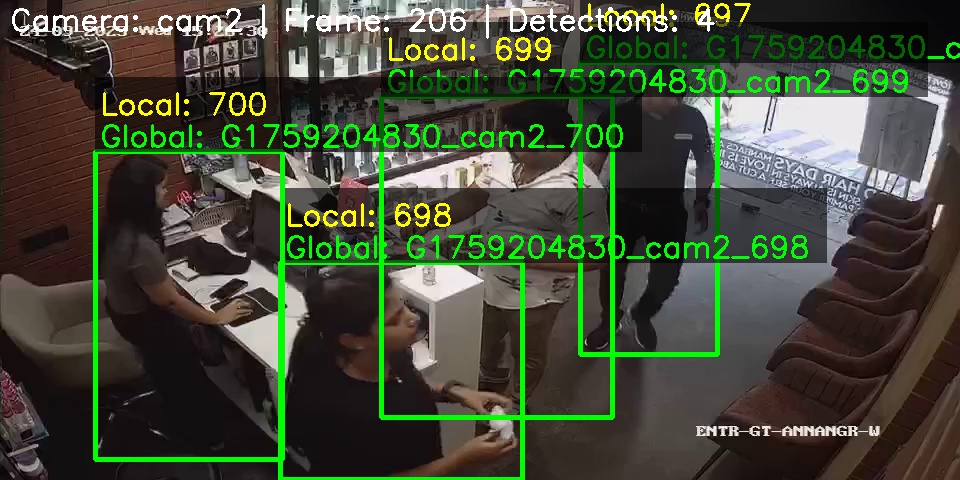 Camera: cam2 | Frame: 206 | Detections: 4
Local: 697
Global: G1759204830_c
Local: 699
Global: G1759204830_cam2_699
Local: 700
Global: G1759204830_cam2_700
Local: 698
Global: G1759204830_cam2_698
ENTR-GT-ANNANGR-W